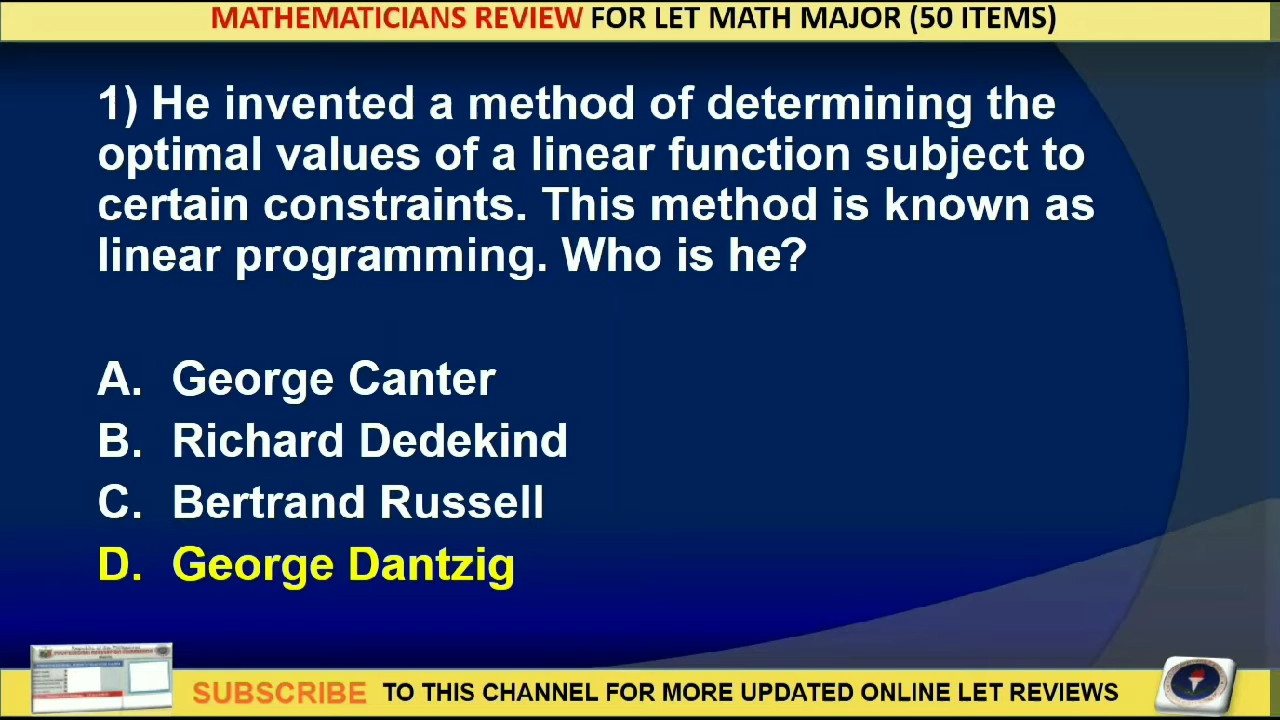 MATHEMATICIANS REVIEW FOR LET MATH MAJOR (50 ITEMS)
1) He invented a method of determining the
optimal values of a linear function subject to
certain constraints. This method is known as
linear programming. Who is he?
A. George Canter
B. Richard Dedekind
C. Bertrand Russell
D. George Dantzig
SUBSCRIBE TO THIS CHANNEL FOR MORE UPDATED ONLINE LET REVIEWS